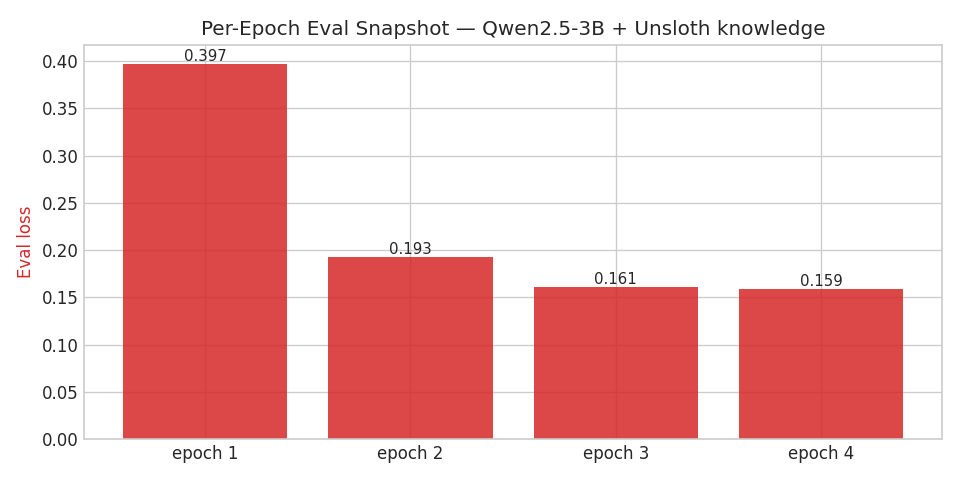 Per-Epoch Eval Snapshot — Qwen2.5-3B + Unsloth knowledge
Eval loss
0.40
0.35
0.30
0.25
0.20
0.15
0.10
0.05
0.00
0.397
0.193
0.161
0.159
epoch 1
epoch 2
epoch 3
epoch 4